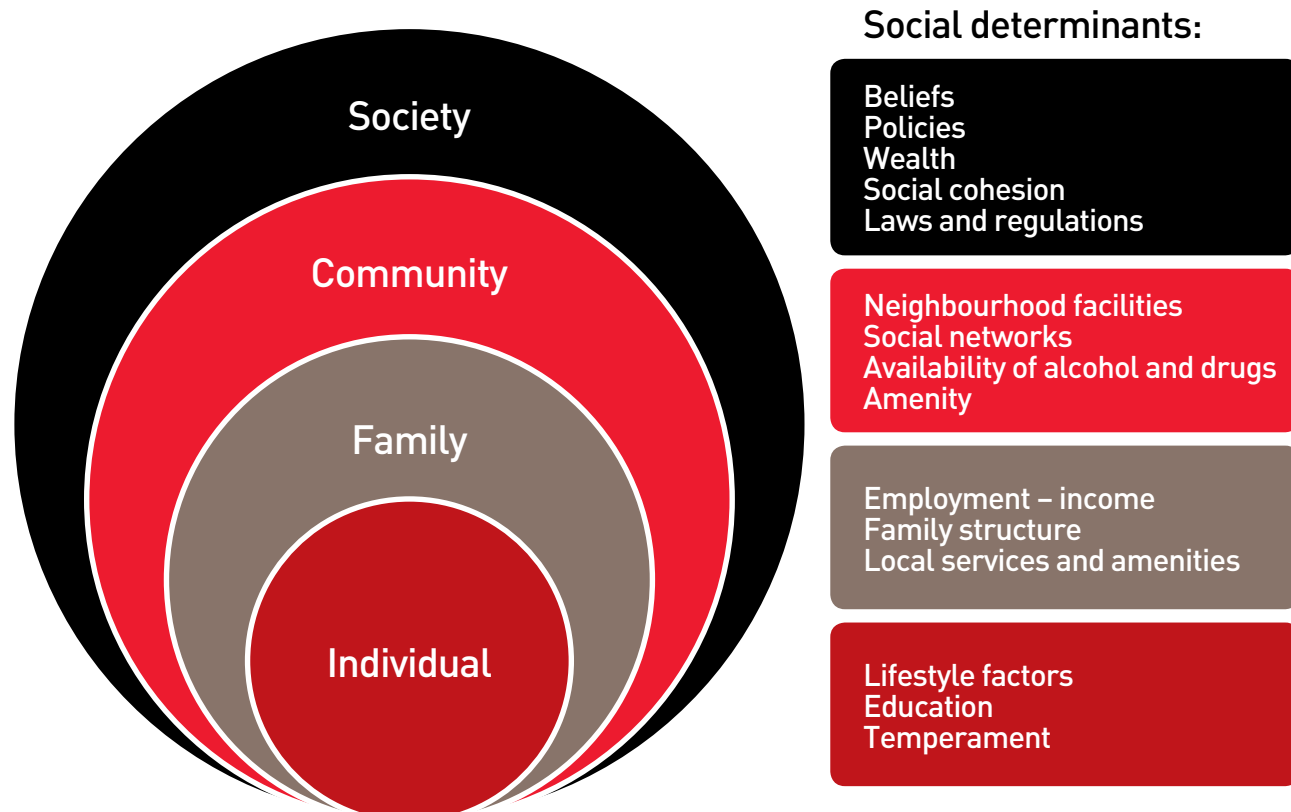 Society
Community
Family
Individual
Social determinants:
Beliefs
Policies
Wealth
Social cohesion
Laws and regulations
Neighbourhood facilities
Social networks
Availability of alcohol and drugs
Amenity
Employment – income
Family structure
Local services and amenities
Lifestyle factors
Education
Temperament